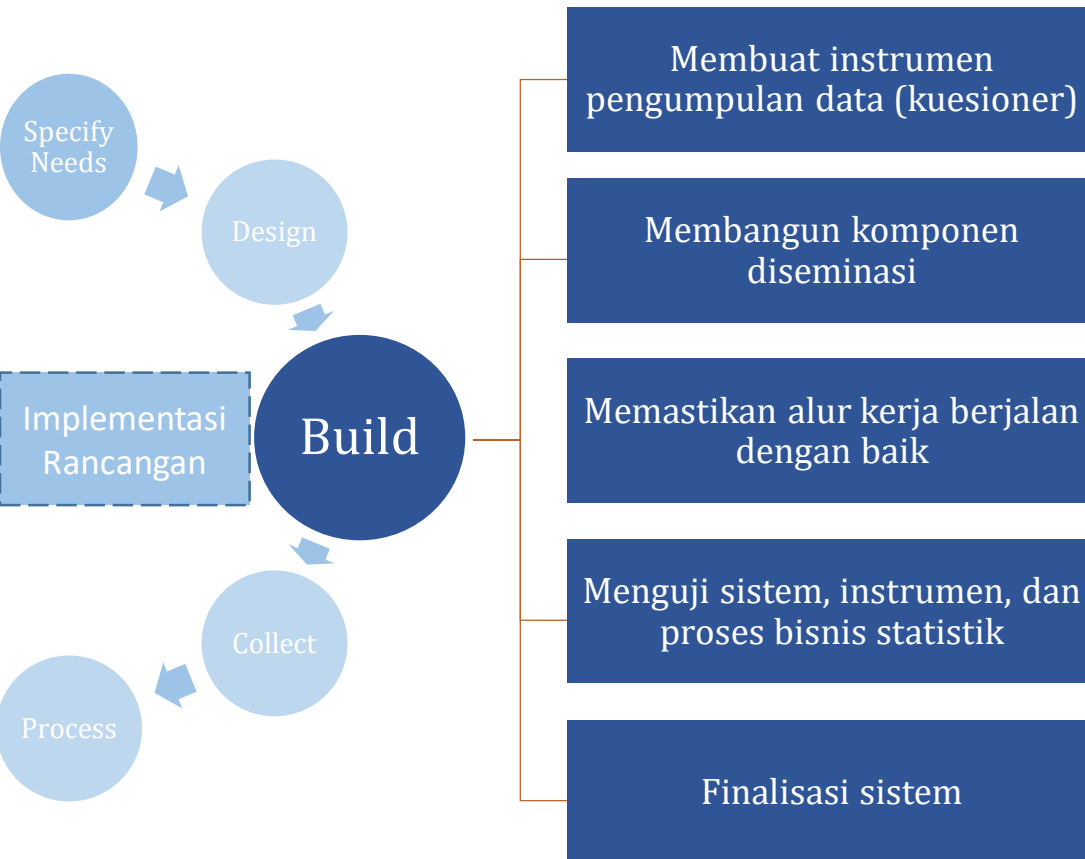 Specify
Needs
Design
Implementasi
Rancangan
Build
Collect
Process
Membuat instrumen
pengumpulan data (kuesioner)
Membangun komponen
diseminasi
Memastikan alur kerja berjalan
dengan baik
Menguji sistem, instrumen, dan
proses bisnis statistik
Finalisasi sistem